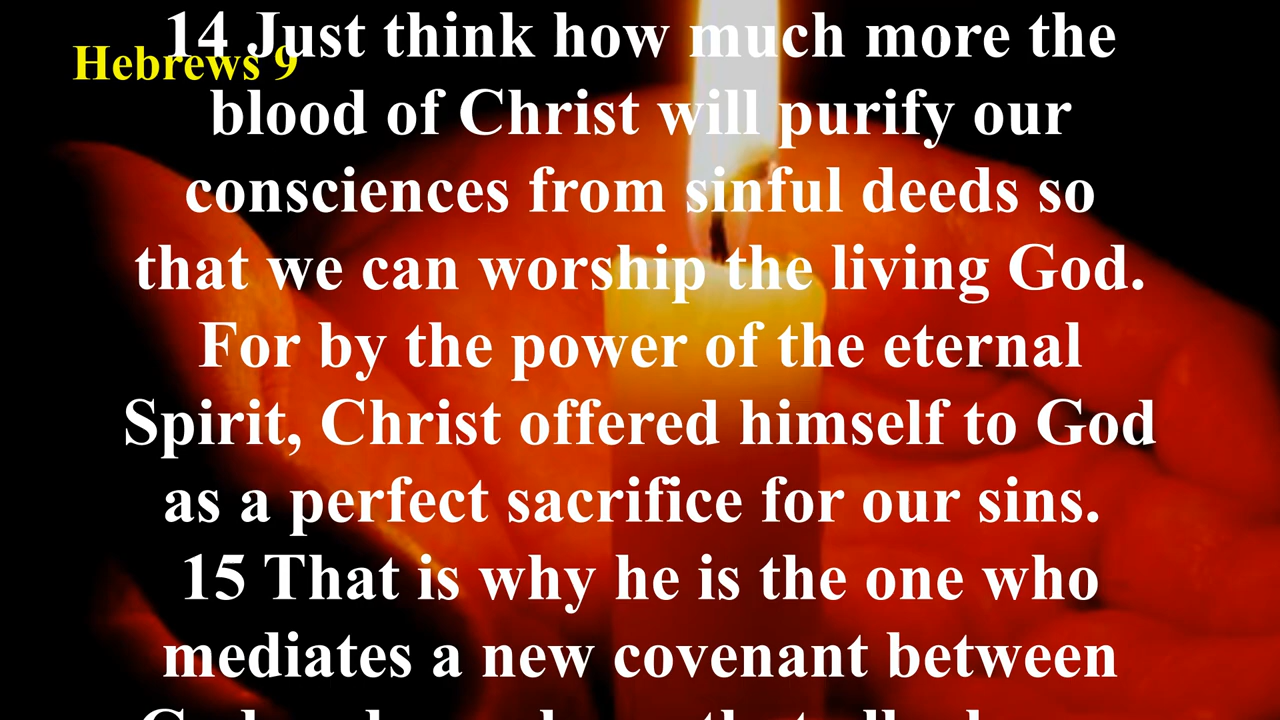 Hebrews 9
14 Just think how much more the
blood of Christ will purify our
consciences from sinful deeds so
that we can worship the living God.
For by the power of the eternal
Spirit, Christ offered himself to God
as a perfect sacrifice for our sins.
15 That is why he is the one who
mediates a new covenant between